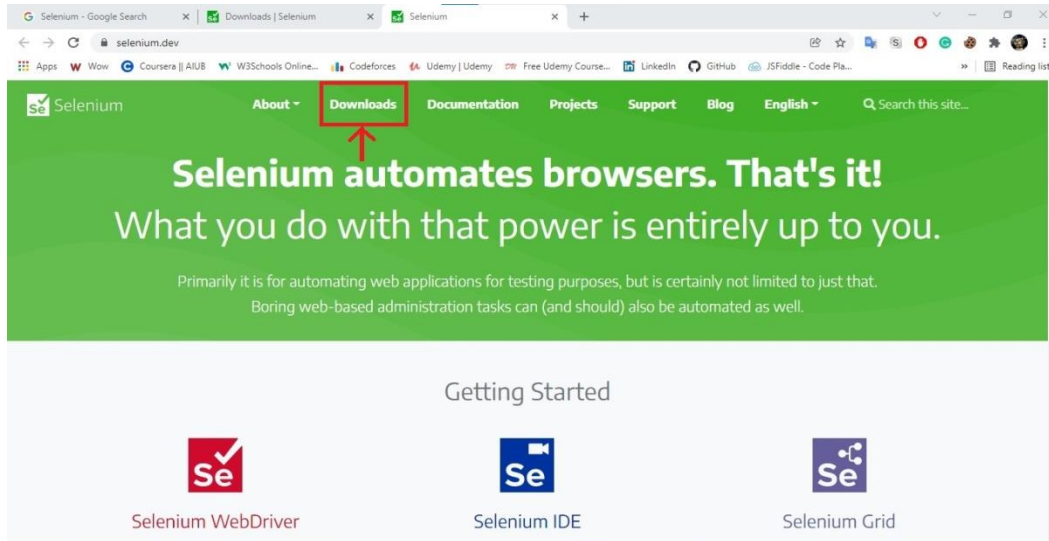 Selenium - Google Search
Downloads | Selenium
Selenium
selenium.dev
Apps W Wow Coursera || AIUB W3Schools Online... Codeforces Udemy | Udemy Free Udemy Course... LinkedIn GitHub JSFiddle - Code Pla... » Reading list
Se Selenium About Downloads Documentation Projects Support Blog English Search this site...
Selenium automates browsers. That's it!
What you do with that power is entirely up to you.
Primarily it is for automating web applications for testing purposes, but is certainly not limited to just that.
Boring web-based administration tasks can (and should) also be automated as well.
Getting Started
Se Se Se
Selenium WebDriver Selenium IDE Selenium Grid